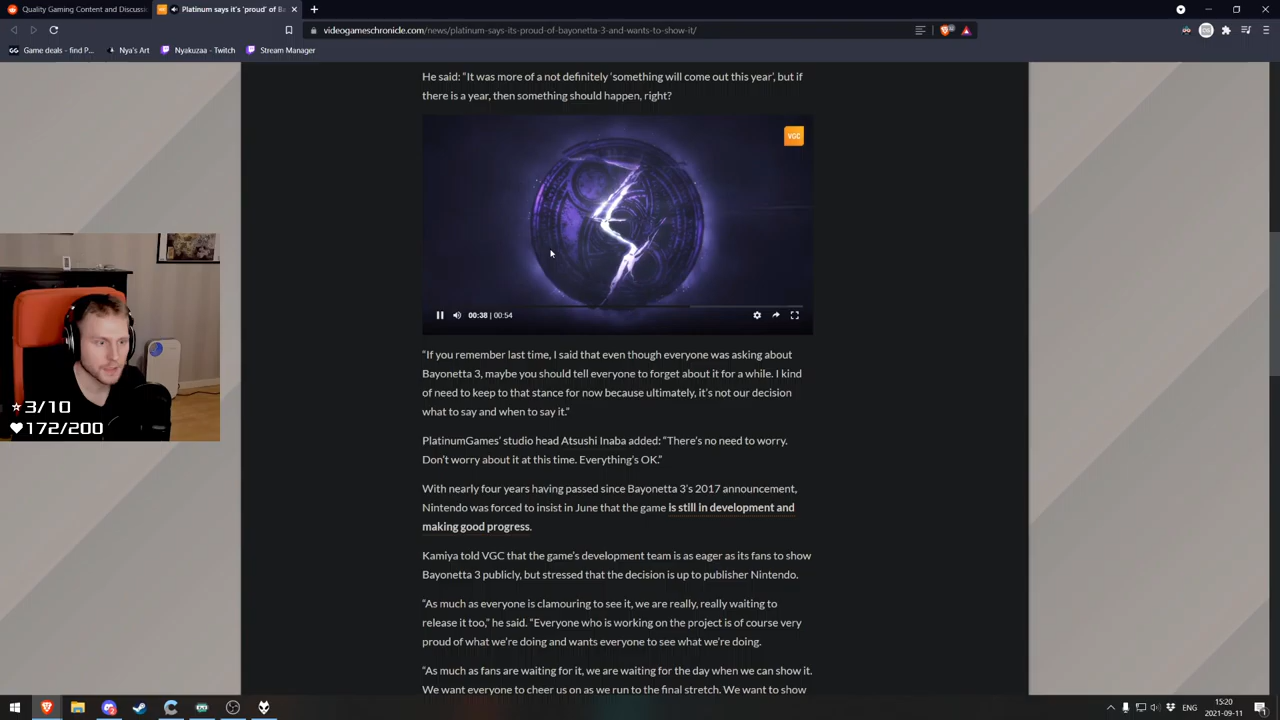 Quality Gaming Content and Discussi
Platinum says it's 'proud' of Ba
videogameschronicle.com/news/platinum-says-its-proud-of-bayonetta-3-and-wants-to-show-it/
Game deals - find P...
Nya's Art
Nyakuzaa - Twitch
Stream Manager
He said: “It was more of a not definitely ‘something will come out this year’, but if
there is a year, then something should happen, right?
VGC
00:38 | 00:54
3/10
172/200
“If you remember last time, I said that even though everyone was asking about
Bayonetta 3, maybe you should tell everyone to forget about it for a while. I kind
of need to keep to that stance for now because ultimately, it’s not our decision
what to say and when to say it.”
PlatinumGames’ studio head Atsushi Inaba added: “There’s no need to worry.
Don’t worry about it at this time. Everything’s OK.”
With nearly four years having passed since Bayonetta 3’s 2017 announcement,
Nintendo was forced to insist in June that the game is still in development and
making good progress.
Kamiya told VGC that the game’s development team is as eager as its fans to show
Bayonetta 3 publicly, but stressed that the decision is up to publisher Nintendo.
“As much as everyone is clamouring to see it, we are really, really waiting to
release it too,” he said. “Everyone who is working on the project is of course very
proud of what we’re doing and wants everyone to see what we’re doing.
“As much as fans are waiting for it, we are waiting for the day when we can show it.
We want everyone to cheer us on as we run to the final stretch. We want to show
ENG
15:20
2021-09-11